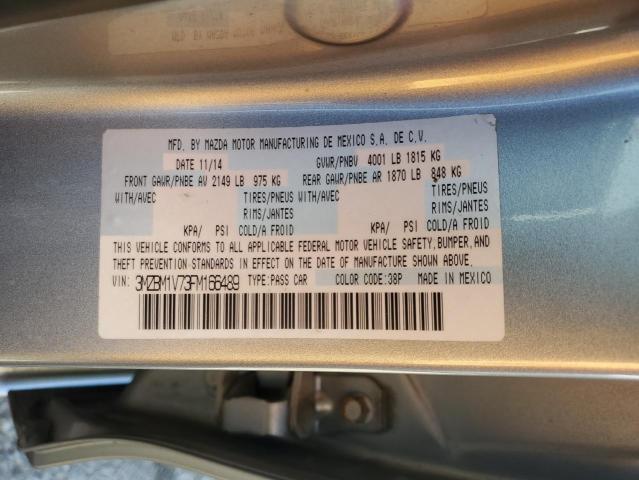 MFD. BY MAZDA MOTOR MANUFACTURING DE MEXICO S.A. DE C.V.
DATE 11/14 GVWR/PNBV 4001 LB 1815 KG
FRONT GAWR/PNBE AV 2149 LB 975 KG REAR GAWR/PNBE AR 1870 LB 848 KG
WITH/AVEC TIRES/PNEUS WITH/AVEC TIRES/PNEUS
RIMS/JANTES RIMS/JANTES
KPA/ PSI COLD/A FROID KPA/ PSI COLD/A FROID
THIS VEHICLE CONFORMS TO ALL APPLICABLE FEDERAL MOTOR VEHICLE SAFETY, BUMPER, AND
THEFT PREVENTION STANDARDS IN EFFECT ON THE DATE OF MANUFACTURE SHOWN ABOVE.
VIN: 3MZBM1V73FM166489 TYPE:PASS CAR COLOR CODE:38P MADE IN MEXICO